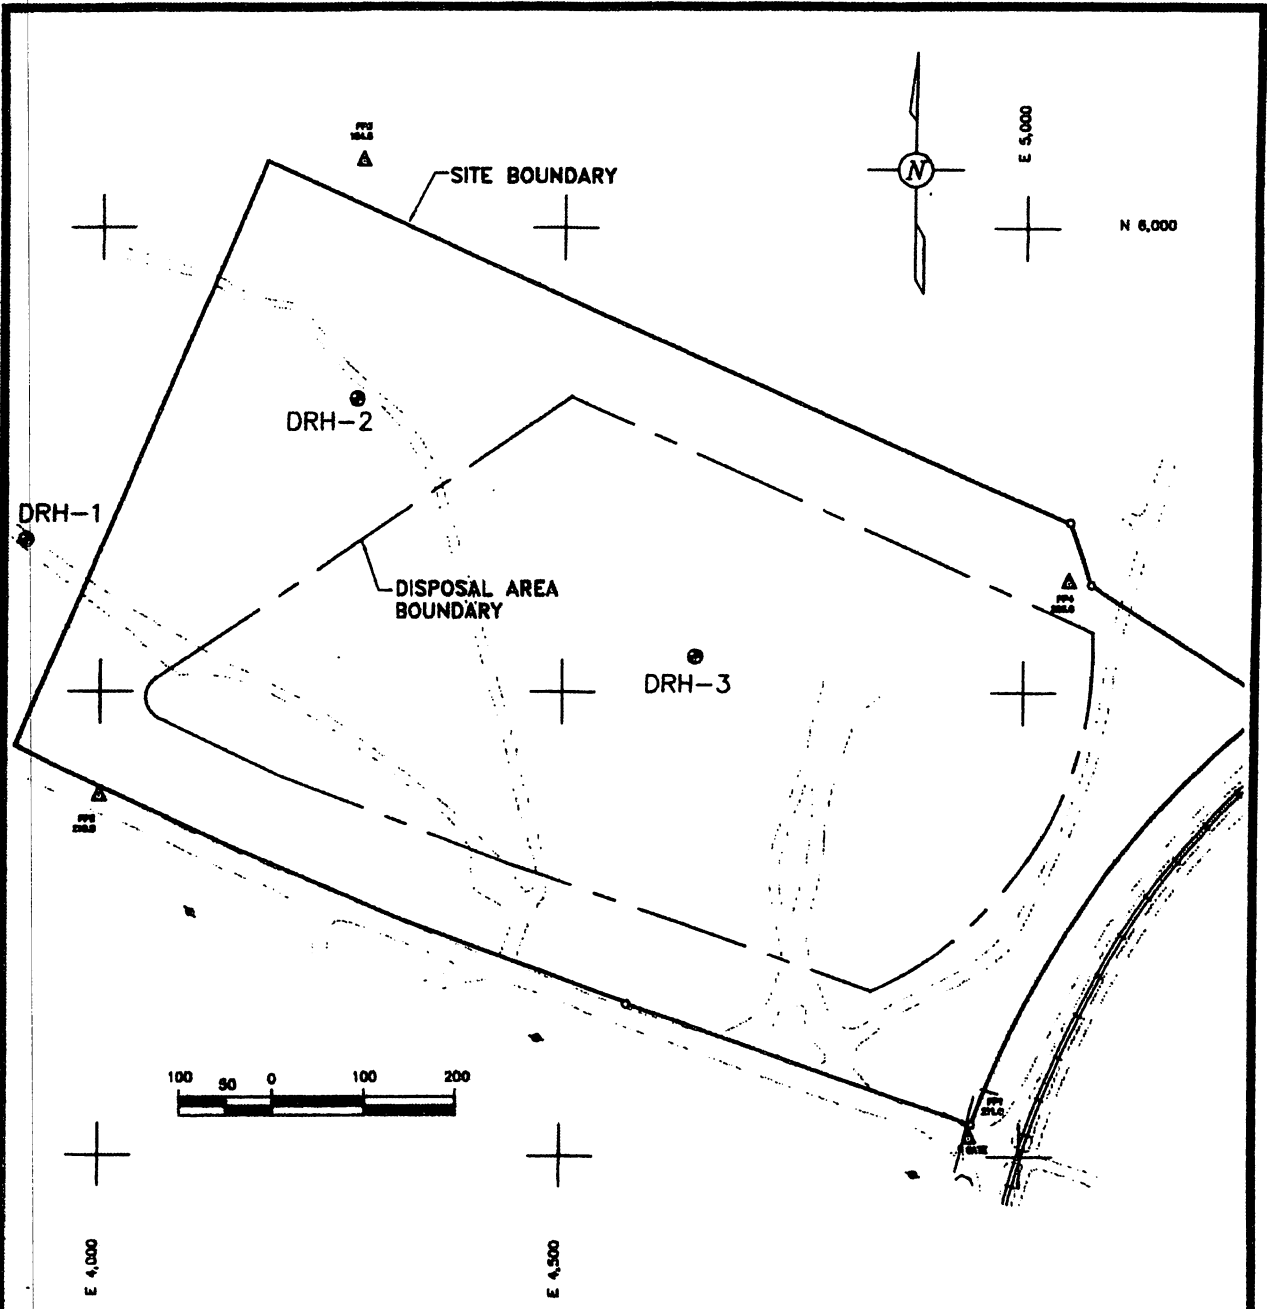 E 5,000
SITE BOUNDARY
N
N 6,000
DRH-2
DRH-1
DISPOSAL AREA
BOUNDARY
DRH-3
100 50 0 100 200
E 4,000
E 4,500